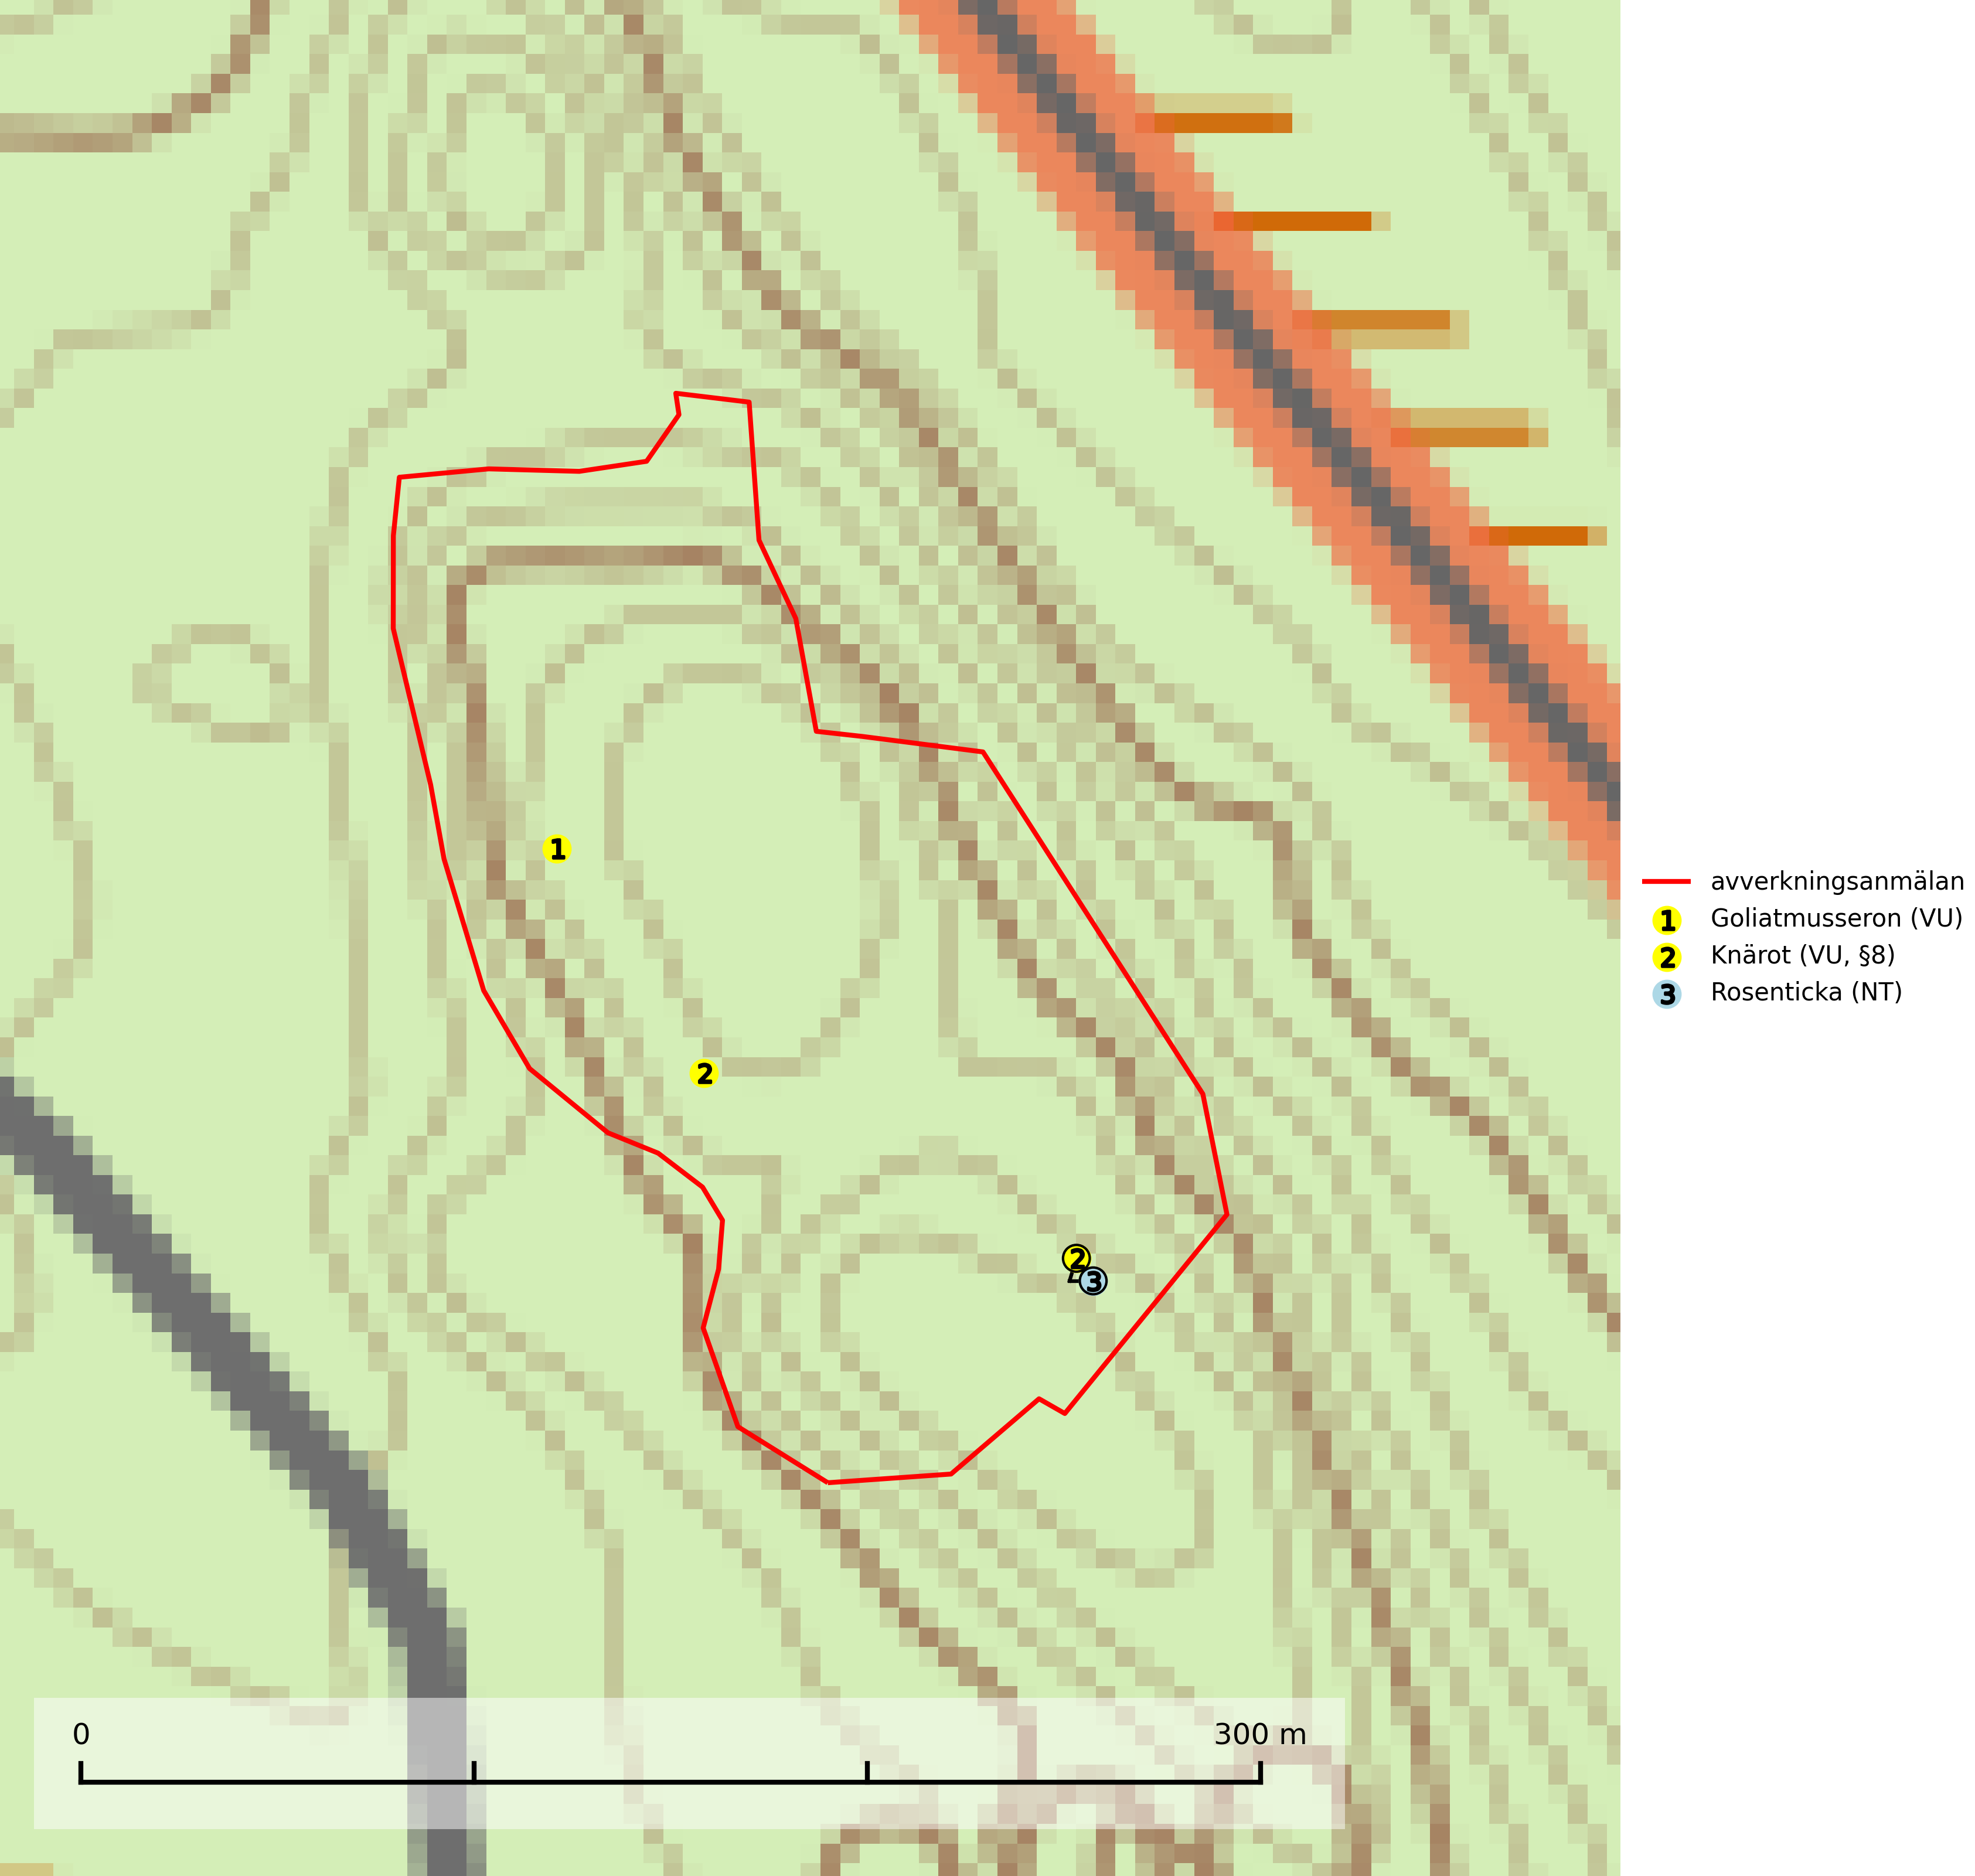 1
2
2
3
avverkningsanmälan
1 Goliatmusseron (VU)
2 Knärot (VU, §8)
3 Rosenticka (NT)
0 300 m